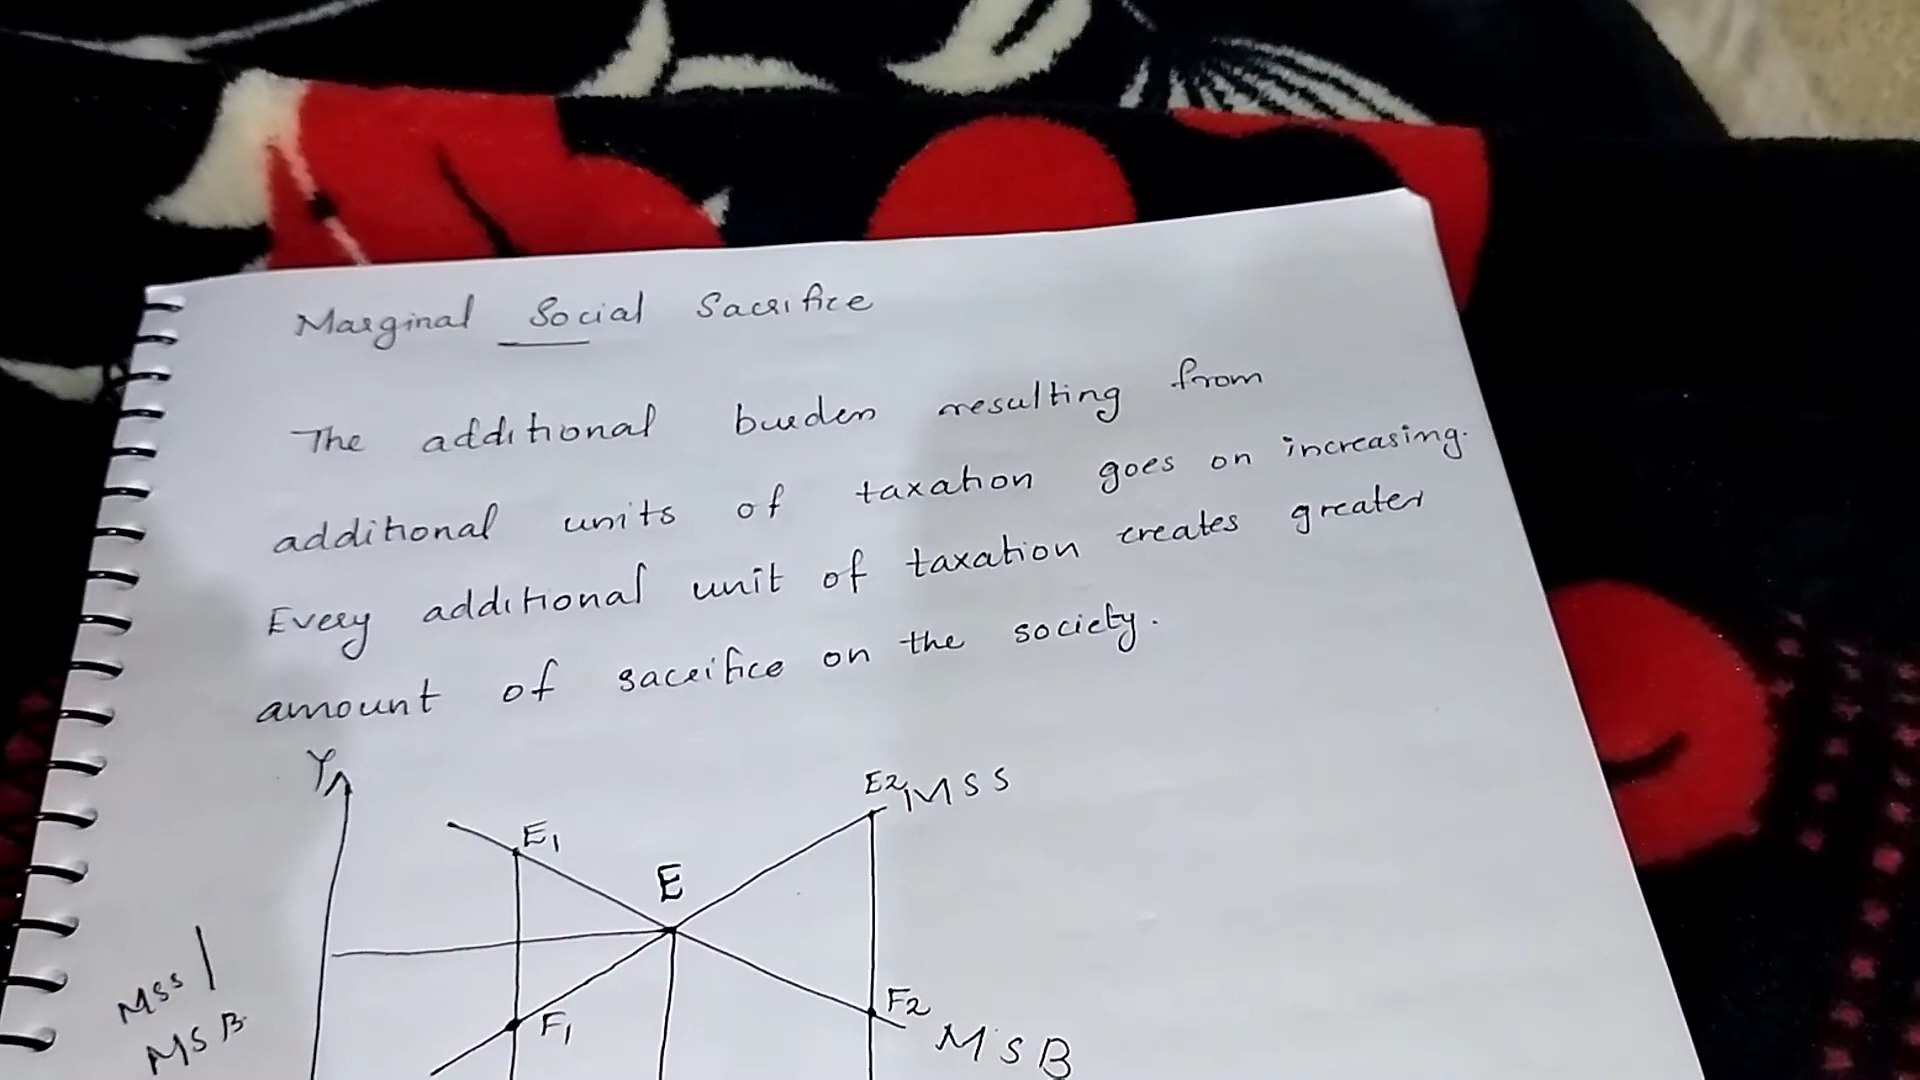 Marginal Social Sacrifice
The additional burden resulting from
additional units of taxation goes on increasing.
Every additional unit of taxation creates greater
amount of sacrifice on the society.
Y
E2 MSS
E1
E
F2
F1
MSS /
MSB
MSB